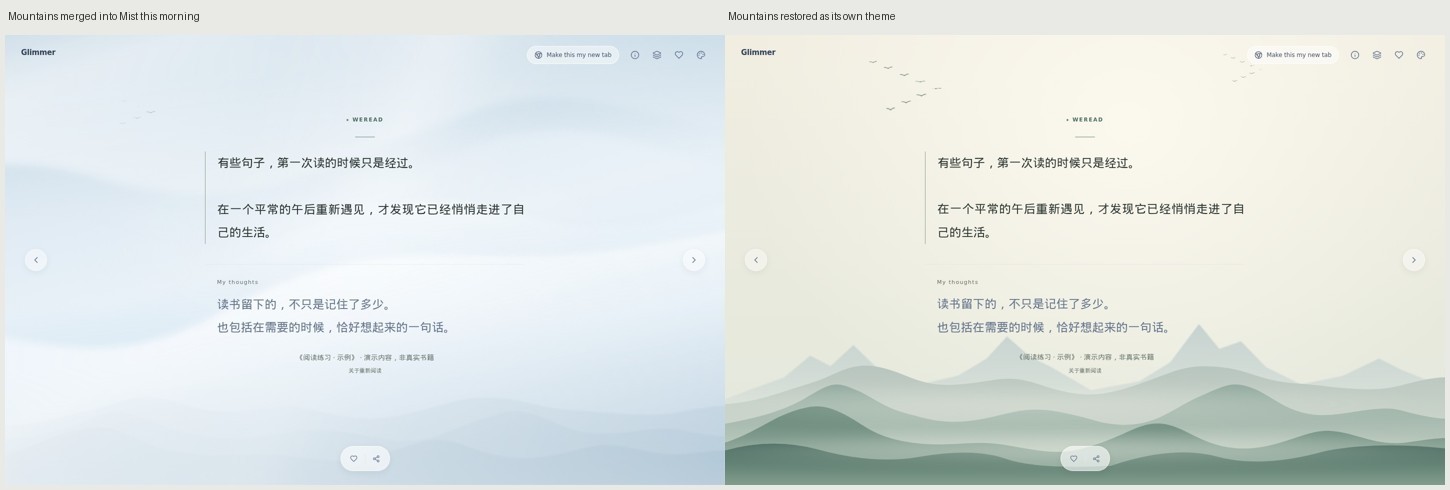 Mountains merged into Mist this morning
Glimmer
Make this my new tab
WEREAD
有些句子，第一次读的时候只是经过。
在一个平常的午后重新遇见，才发现它已经悄悄走进了自
己的生活。
My thoughts
读书留下的，不只是记住了多少。
也包括在需要的时候，恰好想起来的一句话。
《阅读练习 · 示例》 · 演示内容，非真实书籍
关于重新阅读
Mountains restored as its own theme
Glimmer
Make this my new tab
WEREAD
有些句子，第一次读的时候只是经过。
在一个平常的午后重新遇见，才发现它已经悄悄走进了自
己的生活。
My thoughts
读书留下的，不只是记住了多少。
也包括在需要的时候，恰好想起来的一句话。
《阅读练习 · 示例》 · 演示内容，非真实书籍
关于重新阅读